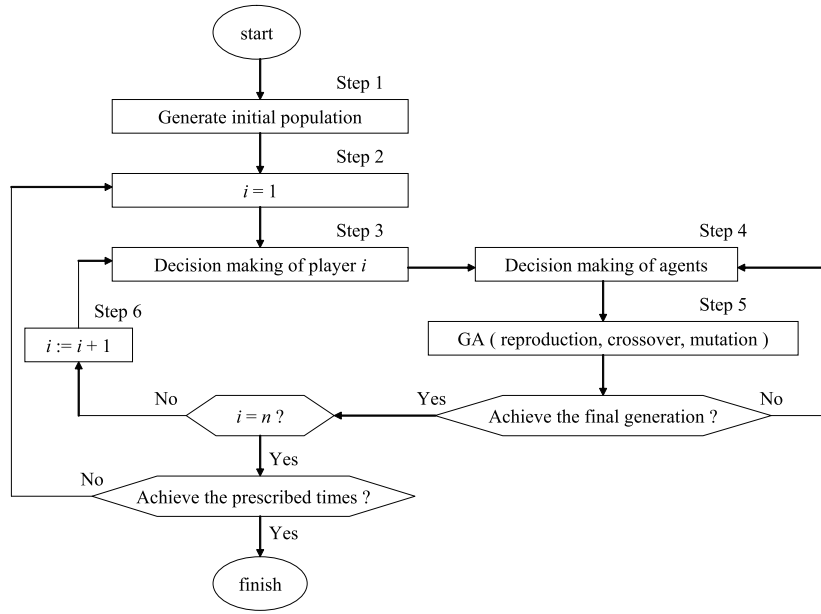 start
Step 1
Generate initial population
Step 2
i = 1
Step 3
Decision making of player i
Step 4
Decision making of agents
Step 5
GA ( reproduction, crossover, mutation )
Step 6
i := i + 1
No
i = n ?
Yes
Achieve the final generation ?
No
Yes
No
Achieve the prescribed times ?
Yes
finish